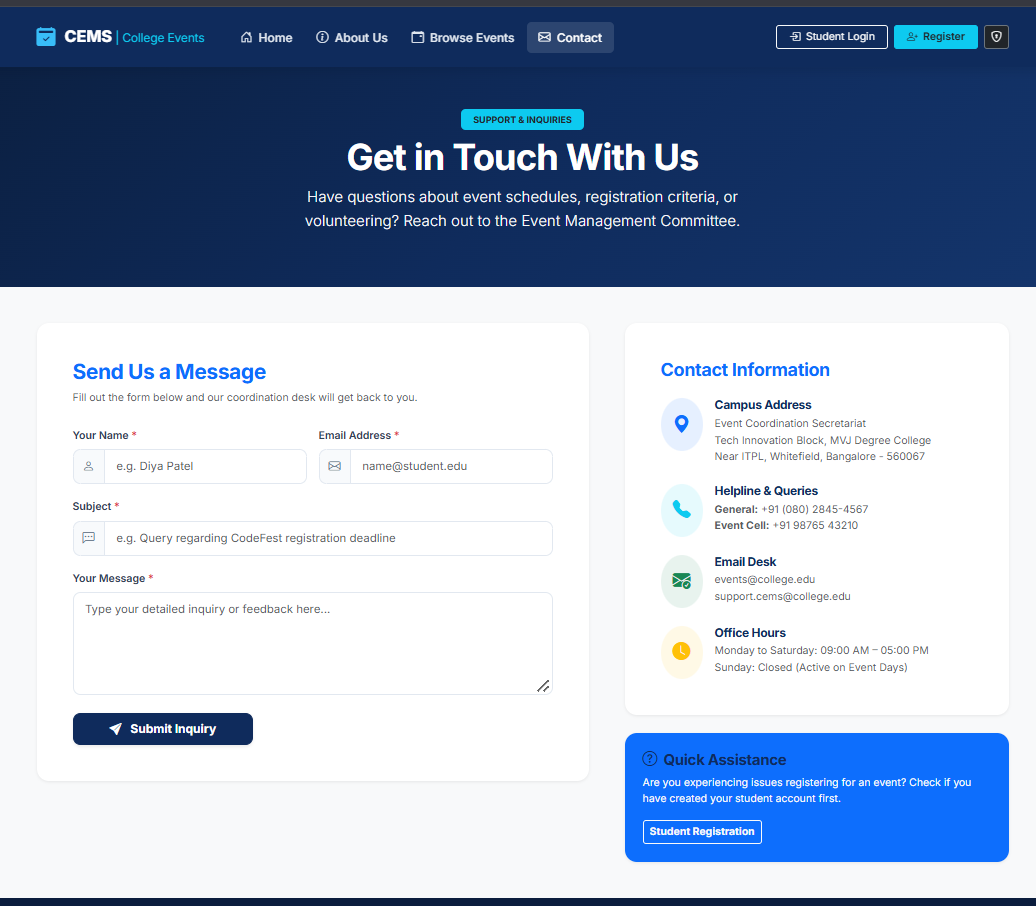 CEMS | College Events
Home
About Us
Browse Events
Contact
Student Login
Register
SUPPORT & INQUIRIES
Get in Touch With Us
Have questions about event schedules, registration criteria, or
volunteering? Reach out to the Event Management Committee.
Send Us a Message
Fill out the form below and our coordination desk will get back to you.
Your Name *
e.g. Diya Patel
Email Address *
name@student.edu
Subject *
e.g. Query regarding CodeFest registration deadline
Your Message *
Type your detailed inquiry or feedback here...
Submit Inquiry
Contact Information
Campus Address
Event Coordination Secretariat
Tech Innovation Block, MVJ Degree College
Near ITPL, Whitefield, Bangalore - 560067
Helpline & Queries
General: +91 (080) 2845-4567
Event Cell: +91 98765 43210
Email Desk
events@college.edu
support.cems@college.edu
Office Hours
Monday to Saturday: 09:00 AM – 05:00 PM
Sunday: Closed (Active on Event Days)
Quick Assistance
Are you experiencing issues registering for an event? Check if you
have created your student account first.
Student Registration